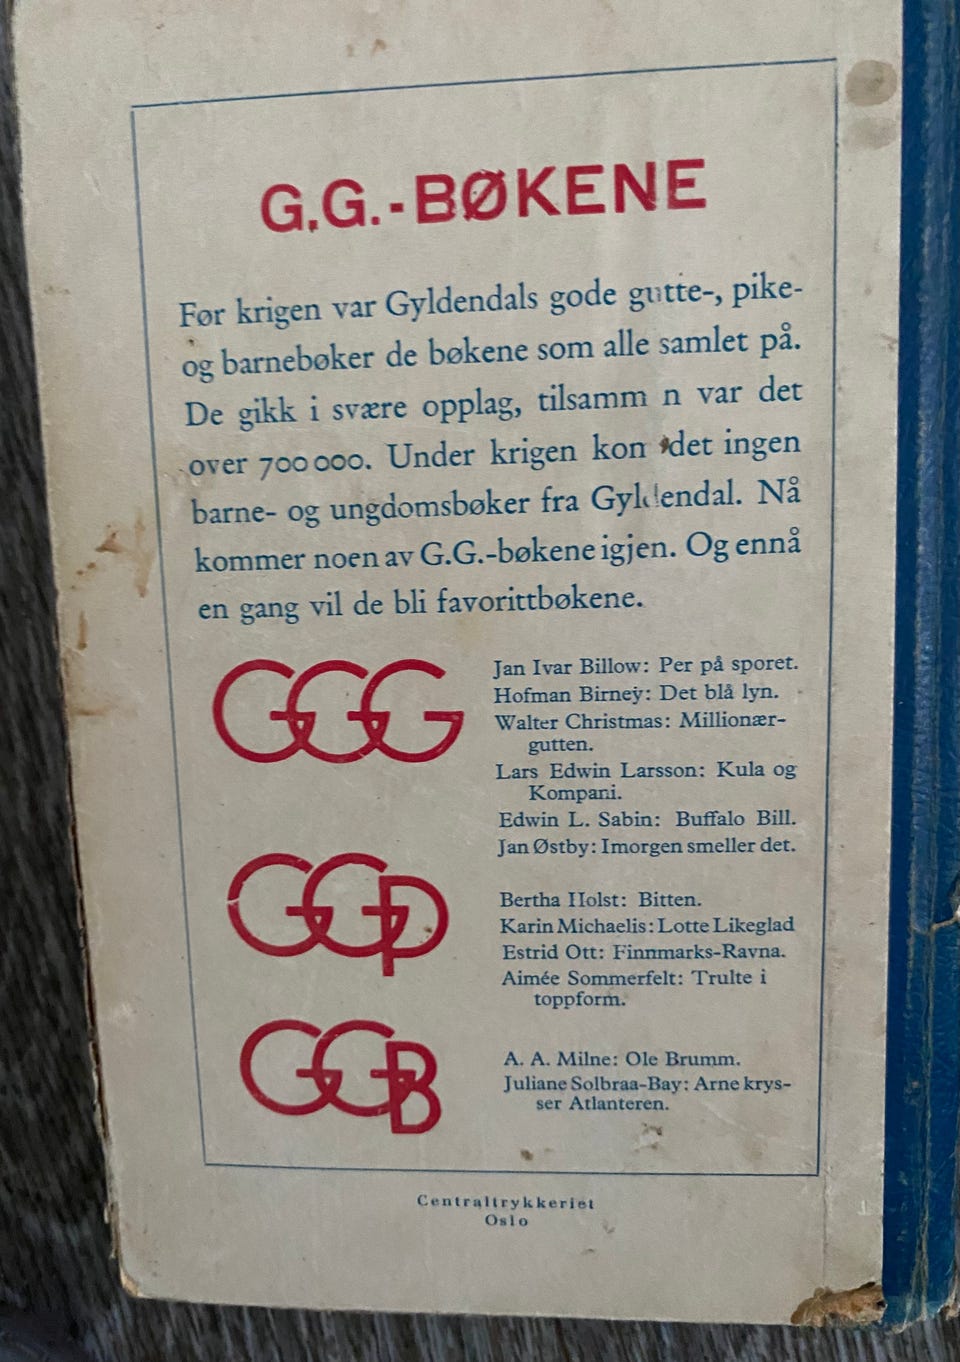 G.G.-BØKENE
Før krigen var Gyldendals gode gutte-, pike-
og barnebøker de bøkene som alle samlet på.
De gikk i svære opplag, tilsamm n var det
over 700 000. Under krigen kom det ingen
barne- og ungdomsbøker fra Gyldendal. Nå
kommer noen av G.G.-bøkene igjen. Og ennå
en gang vil de bli favorittbøkene.
GGG
Jan Ivar Billow: Per på sporet.
Hofman Birney: Det blå lyn.
Walter Christmas: Millionær-
gutten.
Lars Edwin Larsson: Kula og
Kompani.
Edwin L. Sabin: Buffalo Bill.
Jan Østby: Imorgen smeller det.
GGP
Bertha Holst: Bitten.
Karin Michaelis: Lotte Likeglad
Estrid Ott: Finnmarks-Ravna.
Aimée Sommerfelt: Trulte i
toppform.
GGB
A. A. Milne: Ole Brumm.
Juliane Solbraa-Bay: Arne krys-
ser Atlanteren.
Centraltrykkeriet
Oslo